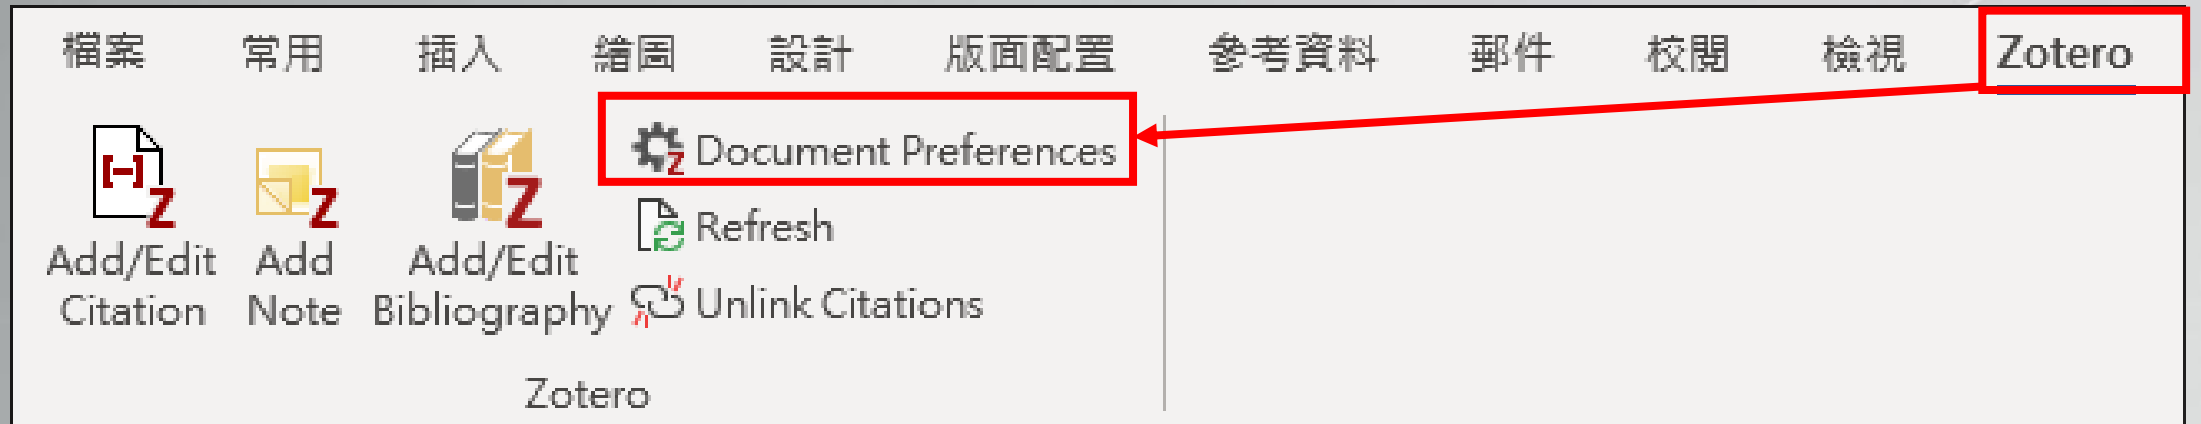 檔案 常用 插入 繪圖 設計 版面配置 參考資料 郵件 校閱 檢視 Zotero
Add/Edit Citation
Add Note
Add/Edit Bibliography
Document Preferences
Refresh
Unlink Citations
Zotero